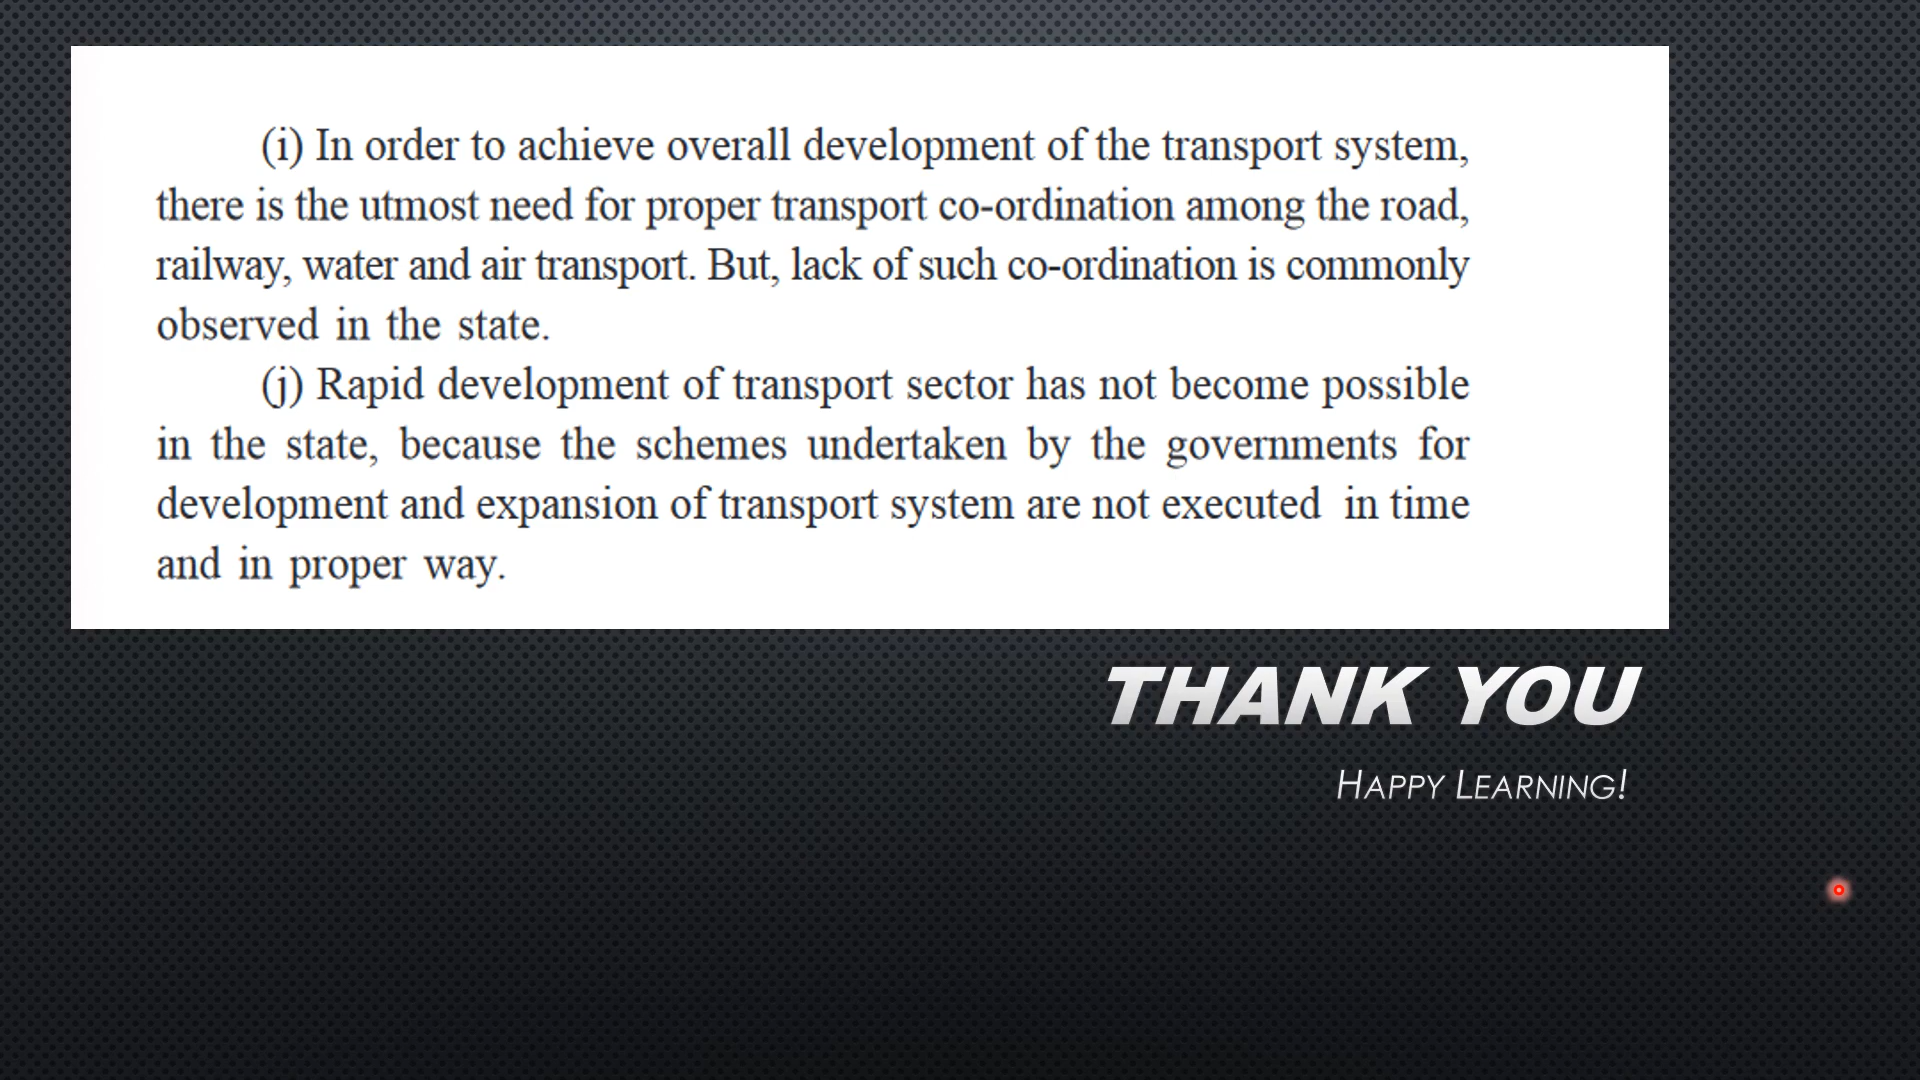 (i) In order to achieve overall development of the transport system,
there is the utmost need for proper transport co-ordination among the road,
railway, water and air transport. But, lack of such co-ordination is commonly
observed in the state.
(j) Rapid development of transport sector has not become possible
in the state, because the schemes undertaken by the governments for
development and expansion of transport system are not executed in time
and in proper way.
THANK YOU
HAPPY LEARNING!